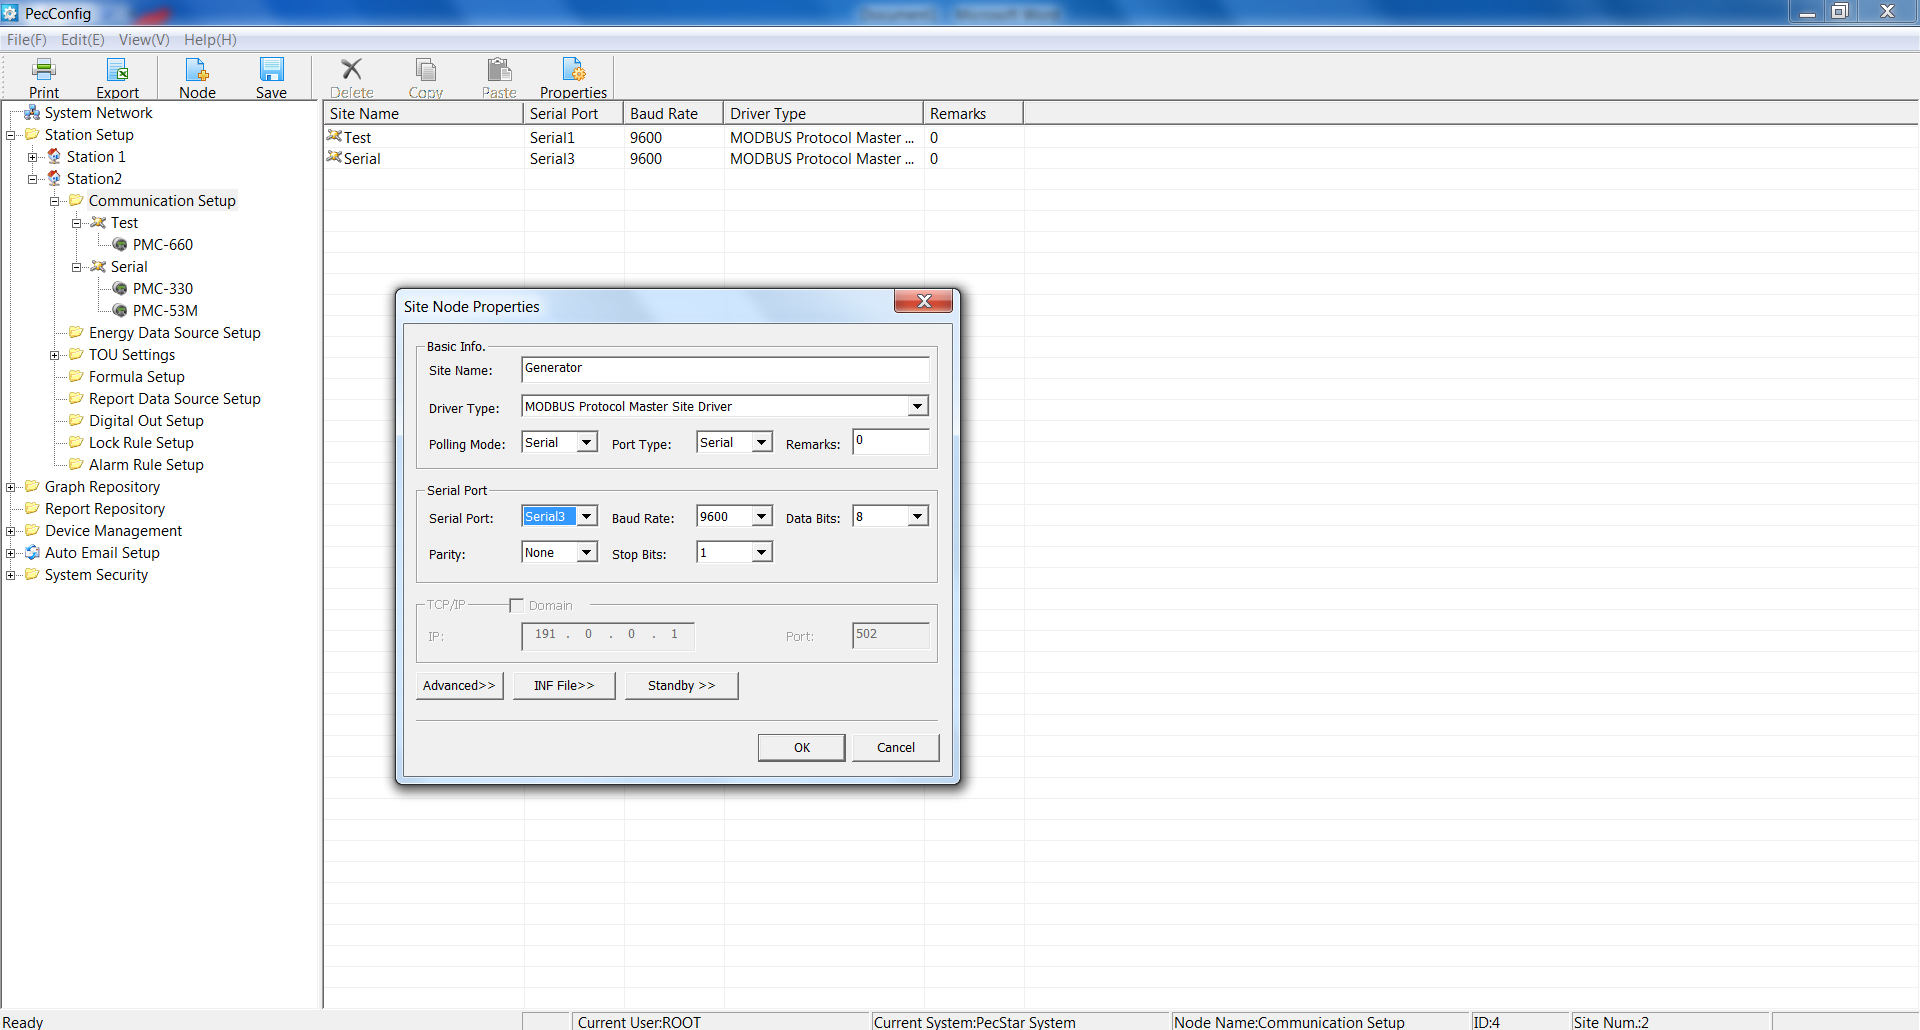 PecConfig
File(F) Edit(E) View(V) Help(H)
Print Export Node Save Delete Copy Paste Properties
System Network
Station Setup
Station 1
Station2
Communication Setup
Test
PMC-660
Serial
PMC-330
PMC-53M
Energy Data Source Setup
TOU Settings
Formula Setup
Report Data Source Setup
Digital Out Setup
Lock Rule Setup
Alarm Rule Setup
Graph Repository
Report Repository
Device Management
Auto Email Setup
System Security
Site Name Serial Port Baud Rate Driver Type Remarks
Test Serial1 9600 MODBUS Protocol Master ... 0
Serial Serial3 9600 MODBUS Protocol Master ... 0
Site Node Properties
Basic Info.
Site Name: Generator
Driver Type: MODBUS Protocol Master Site Driver
Polling Mode: Serial Port Type: Serial Remarks: 0
Serial Port
Serial Port: Serial3 Baud Rate: 9600 Data Bits: 8
Parity: None Stop Bits: 1
TCP/IP Domain
IP: 191 . 0 . 0 . 1 Port: 502
Advanced>> INF File>> Standby >>
OK Cancel
Ready Current User:ROOT Current System:PecStar System Node Name:Communication Setup ID:4 Site Num.:2